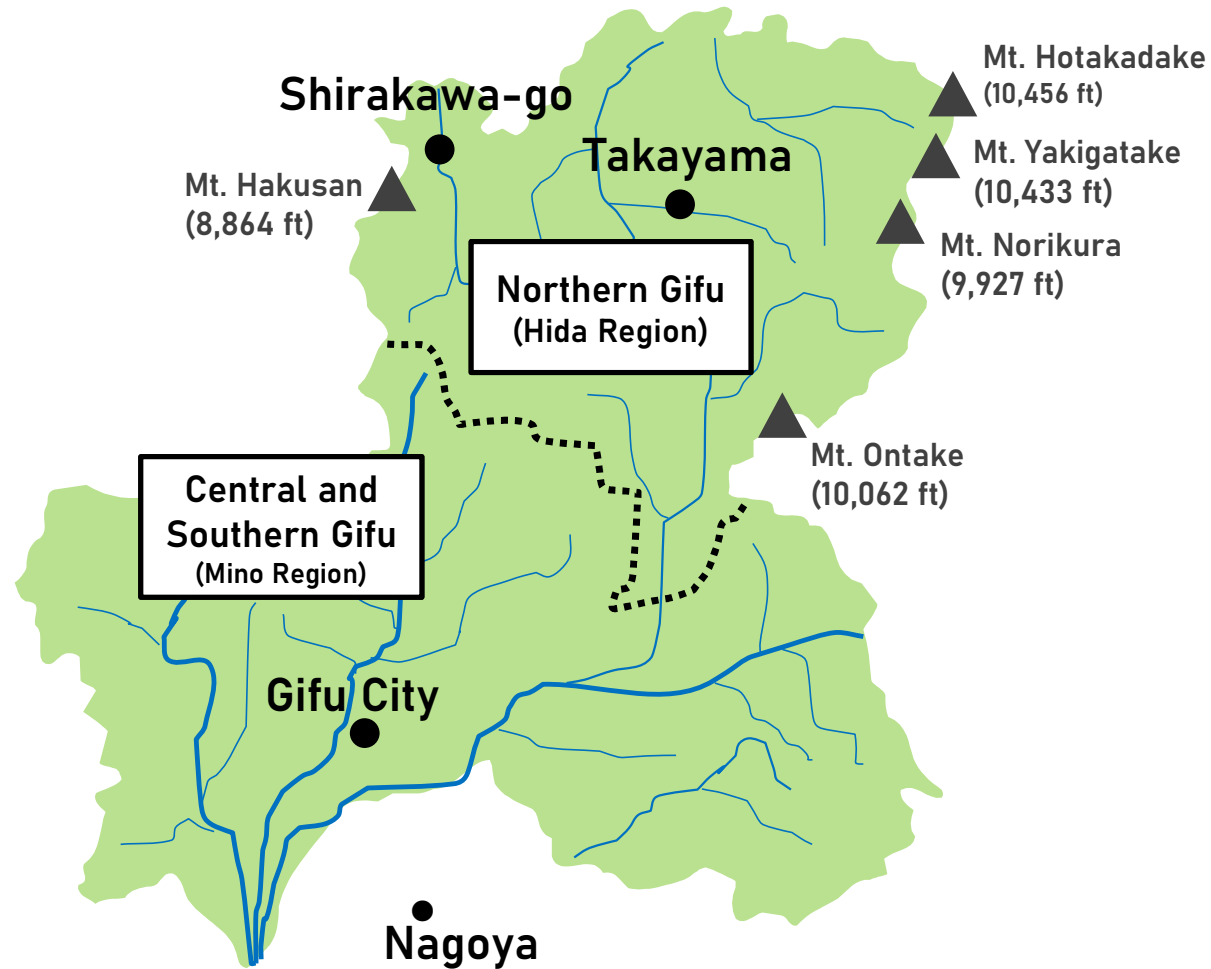 Mt. Hotakadake
(10,456 ft)
Shirakawa-go
Takayama
Mt. Yakigatake
(10,433 ft)
Mt. Hakusan
(8,864 ft)
Mt. Norikura
(9,927 ft)
Northern Gifu
(Hida Region)
Mt. Ontake
(10,062 ft)
Central and
Southern Gifu
(Mino Region)
Gifu City
Nagoya